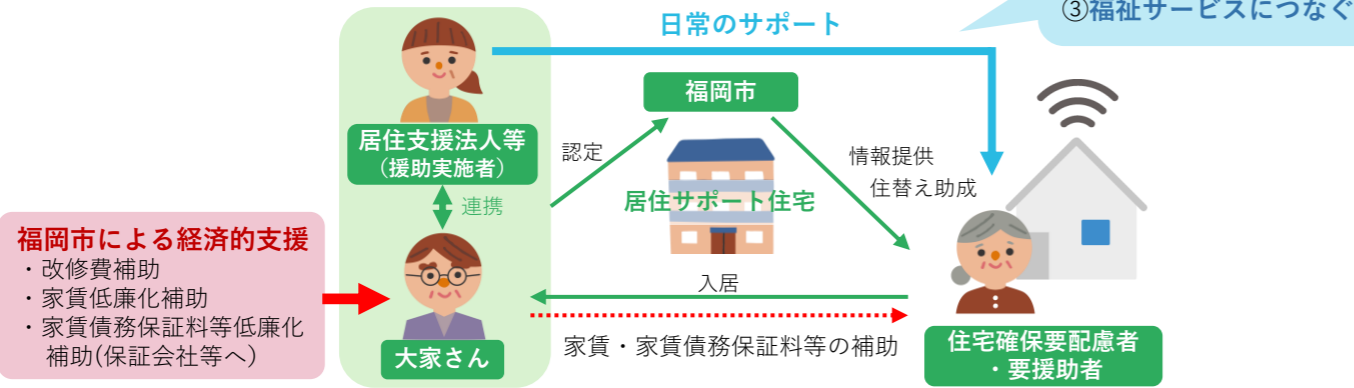 ③福祉サービスにつなぐ
日常のサポート
福岡市
居住支援法人等
（援助実施者）
認定
情報提供
住替え助成
居住サポート住宅
連携
福岡市による経済的支援
・改修費補助
・家賃低廉化補助
・家賃債務保証料等低廉化
補助(保証会社等へ)
入居
家賃・家賃債務保証料等の補助
大家さん
住宅確保要配慮者
・要援助者